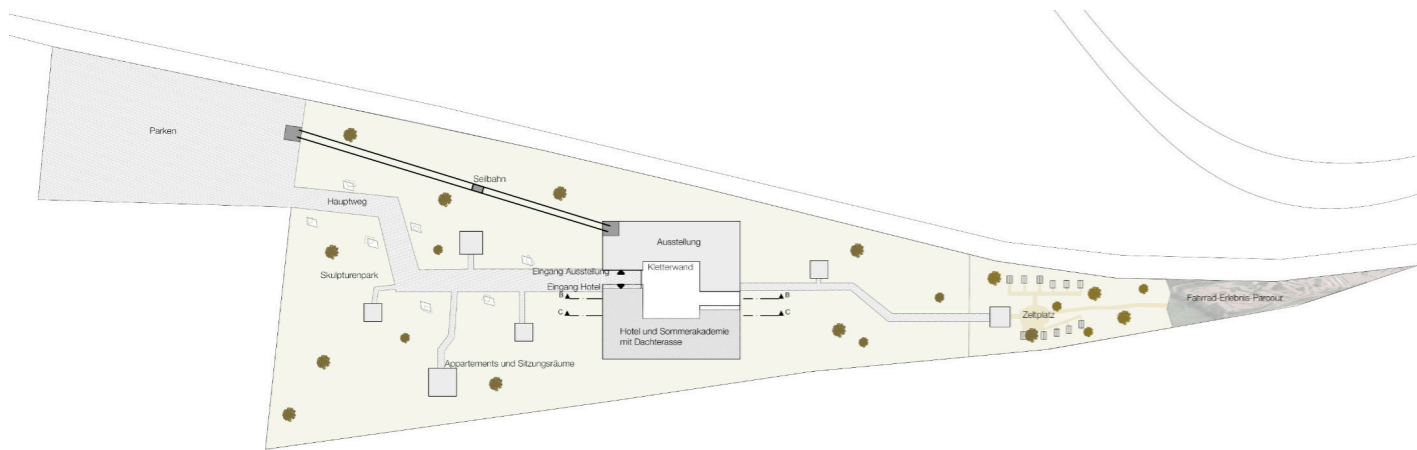 Parken
Seilbahn
Hauptweg
Ausstellung
Kletterwand
Eingang Ausstellung
Skulpturenpark
Eingang Hotel
B
B
C
C
Hotel und Sommerakademie
mit Dachterasse
Appartements und Sitzungsräume
Zeltplatz
Fahrrad-Erlebnis-Parcour